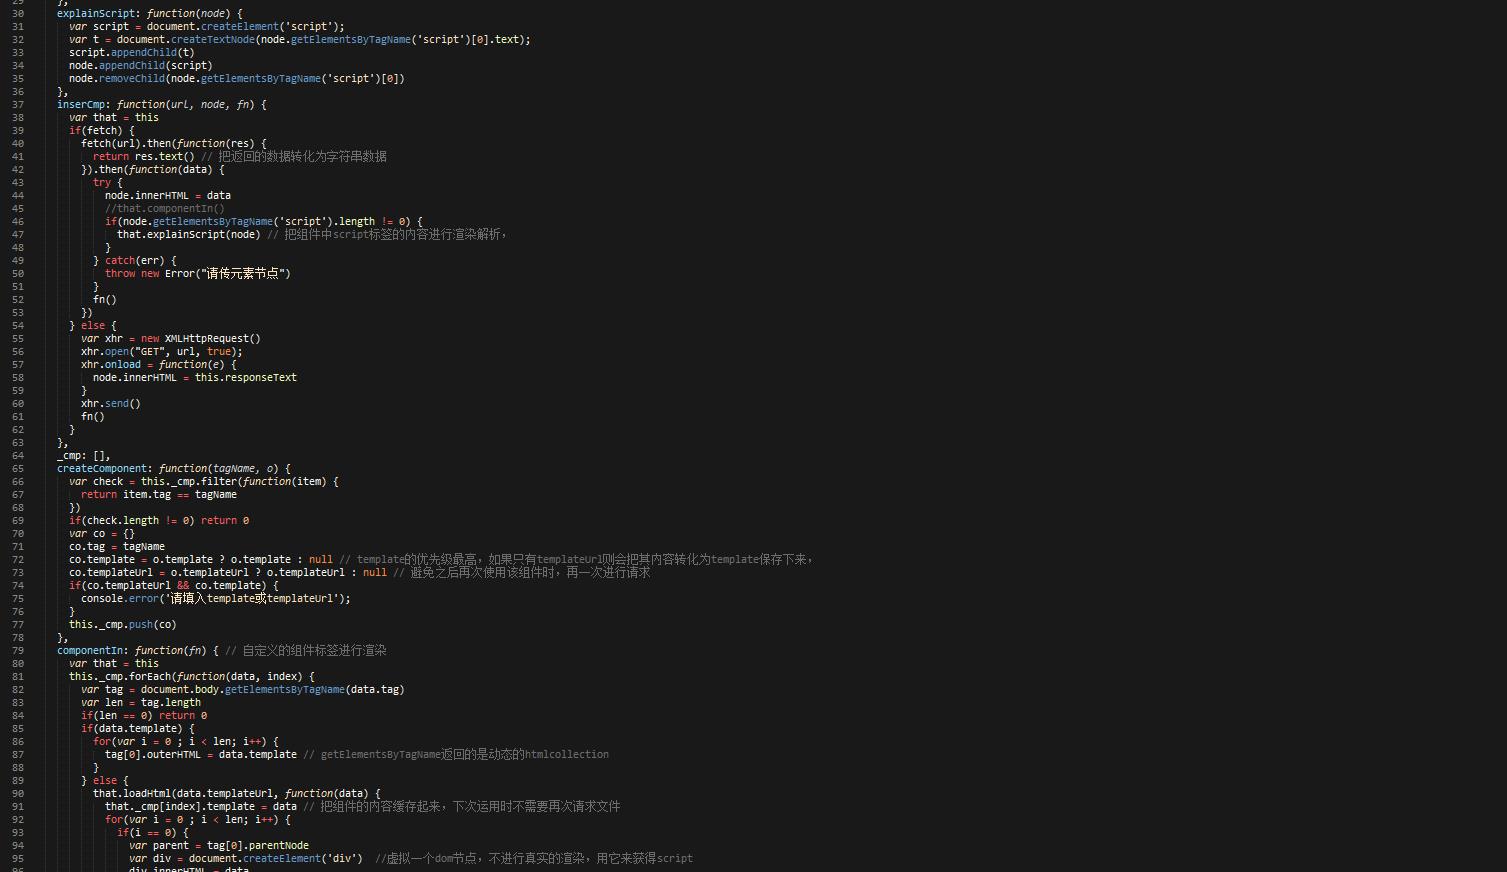 29 },
30 explainScript: function(node) {
31 var script = document.createElement('script');
32 var t = document.createTextNode(node.getElementsByTagName('script')[0].text);
33 script.appendChild(t)
34 node.appendChild(script)
35 node.removeChild(node.getElementsByTagName('script')[0])
36 },
37 inserCmp: function(url, node, fn) {
38 var that = this
39 if(fetch) {
40 fetch(url).then(function(res) {
41 return res.text() // 把返回的数据转化为字符串数据
42 }).then(function(data) {
43 try {
44 node.innerHTML = data
45 //that.componentIn()
46 if(node.getElementsByTagName('script').length != 0) {
47 that.explainScript(node) // 把组件中script标签的内容进行渲染解析，
48 }
49 } catch(err) {
50 throw new Error("请传元素节点")
51 }
52 fn()
53 })
54 } else {
55 var xhr = new XMLHttpRequest()
56 xhr.open("GET", url, true);
57 xhr.onload = function(e) {
58 node.innerHTML = this.responseText
59 }
60 xhr.send()
61 fn()
62 }
63 },
64 _cmp: [],
65 createComponent: function(tagName, o) {
66 var check = this._cmp.filter(function(item) {
67 return item.tag == tagName
68 })
69 if(check.length != 0) return 0
70 var co = {}
71 co.tag = tagName
72 co.template = o.template ? o.template : null // template的优先级最高，如果只有templateUrl则会把其内容转化为template保存下来，
73 co.templateUrl = o.templateUrl ? o.templateUrl : null // 避免之后再次使用该组件时，再一次进行请求
74 if(co.templateUrl && co.template) {
75 console.error('请填入template或templateUrl');
76 }
77 this._cmp.push(co)
78 },
79 componentIn: function(fn) { // 自定义的组件标签进行渲染
80 var that = this
81 this._cmp.forEach(function(data, index) {
82 var tag = document.body.getElementsByTagName(data.tag)
83 var len = tag.length
84 if(len == 0) return 0
85 if(data.template) {
86 for(var i = 0 ; i < len; i++) {
87 tag[0].outerHTML = data.template // getElementsByTagName返回的是动态的htmlcollection
88 }
89 } else {
90 that.loadHtml(data.templateUrl, function(data) {
91 that._cmp[index].template = data // 把组件的内容缓存起来，下次运用时不需要再次请求文件
92 for(var i = 0 ; i < len; i++) {
93 if(i == 0) {
94 var parent = tag[0].parentNode
95 var div = document.createElement('div') //虚拟一个dom节点，不进行真实的渲染，用它来获得script
96 div.innerHTML = data